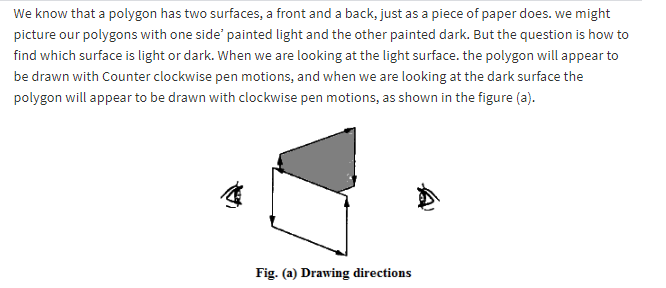 We know that a polygon has two surfaces, a front and a back, just as a piece of paper does. we might
picture our polygons with one side' painted light and the other painted dark. But the question is how to
find which surface is light or dark. When we are looking at the light surface. the polygon will appear to
be drawn with Counter clockwise pen motions, and when we are looking at the dark surface the
polygon will appear to be drawn with clockwise pen motions, as shown in the figure (a).
Fig. (a) Drawing directions